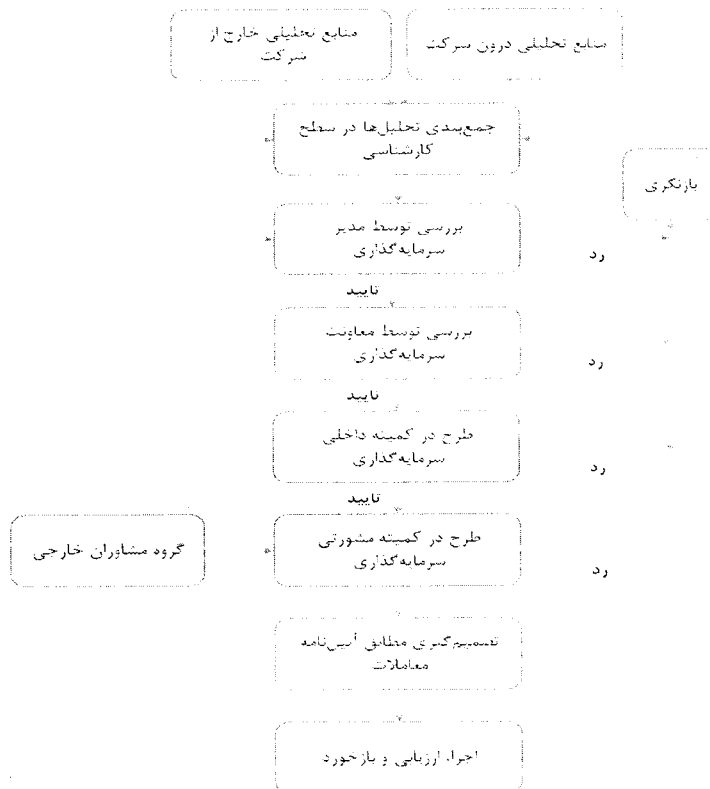 منابع تحلیلی درون شرکت
منابع تحلیلی خارج از
شرکت
جمع‌بندی تحلیل‌ها در سطح
کارشناسی
بازنگری
بررسی توسط مدیر
سرمایه‌گذاری
رد
تایید
بررسی توسط معاونت
سرمایه‌گذاری
رد
تایید
طرح در کمیته داخلی
سرمایه‌گذاری
رد
تایید
طرح در کمیته مشورتی
سرمایه‌گذاری
گروه مشاوران خارجی
رد
تصمیم‌گیری مطابق آیین‌نامه
معاملات
اجرا، ارزیابی و بازخورد